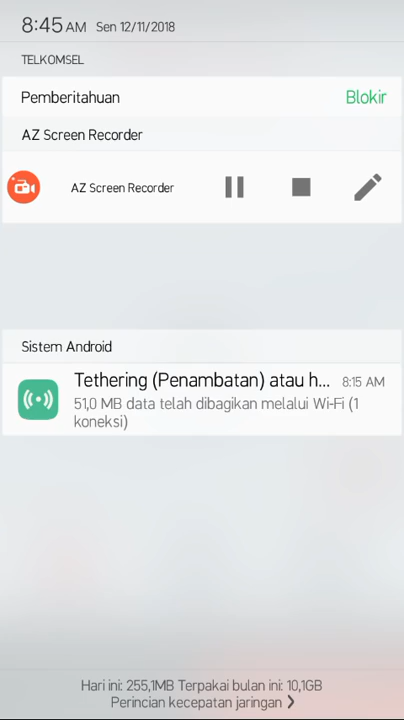 8:45 AM Sen 12/11/2018
TELKOMSEL
Pemberitahuan Blokir
AZ Screen Recorder
AZ Screen Recorder
Sistem Android
Tethering (Penambatan) atau h... 8:15 AM
51,0 MB data telah dibagikan melalui Wi-Fi (1
koneksi)
Hari ini: 255,1MB Terpakai bulan ini: 10,1GB
Perincian kecepatan jaringan